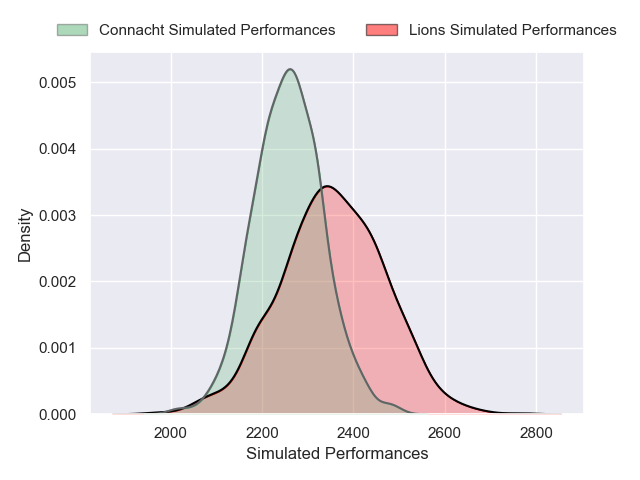 Connacht Simulated Performances Lions Simulated Performances
0.005
0.004
0.003
0.002
0.001
0.000
Density
2000 2200 2400 2600 2800
Simulated Performances